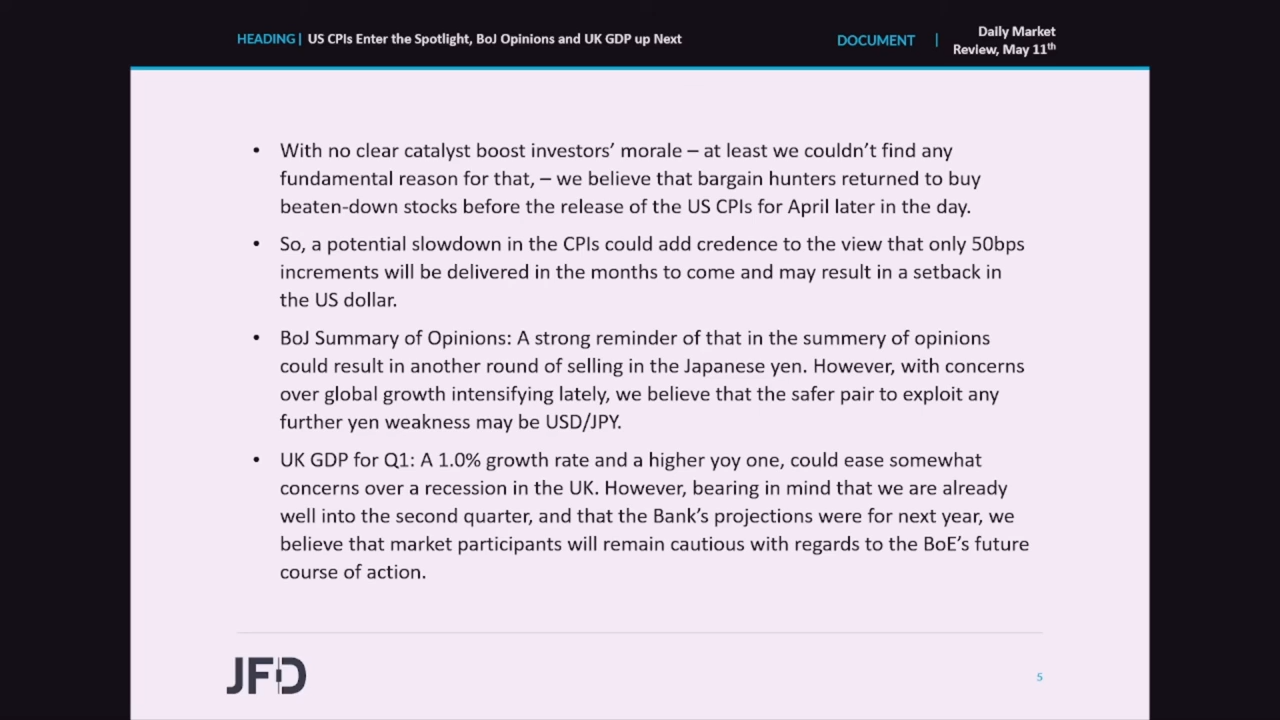 HEADING| US CPIs Enter the Spotlight, BoJ Opinions and UK GDP up Next
DOCUMENT | Daily Market
Review, May 11th
• With no clear catalyst boost investors’ morale – at least we couldn’t find any
fundamental reason for that, – we believe that bargain hunters returned to buy
beaten-down stocks before the release of the US CPIs for April later in the day.
• So, a potential slowdown in the CPIs could add credence to the view that only 50bps
increments will be delivered in the months to come and may result in a setback in
the US dollar.
• BoJ Summary of Opinions: A strong reminder of that in the summery of opinions
could result in another round of selling in the Japanese yen. However, with concerns
over global growth intensifying lately, we believe that the safer pair to exploit any
further yen weakness may be USD/JPY.
• UK GDP for Q1: A 1.0% growth rate and a higher yoy one, could ease somewhat
concerns over a recession in the UK. However, bearing in mind that we are already
well into the second quarter, and that the Bank’s projections were for next year, we
believe that market participants will remain cautious with regards to the BoE’s future
course of action.
JFD
5